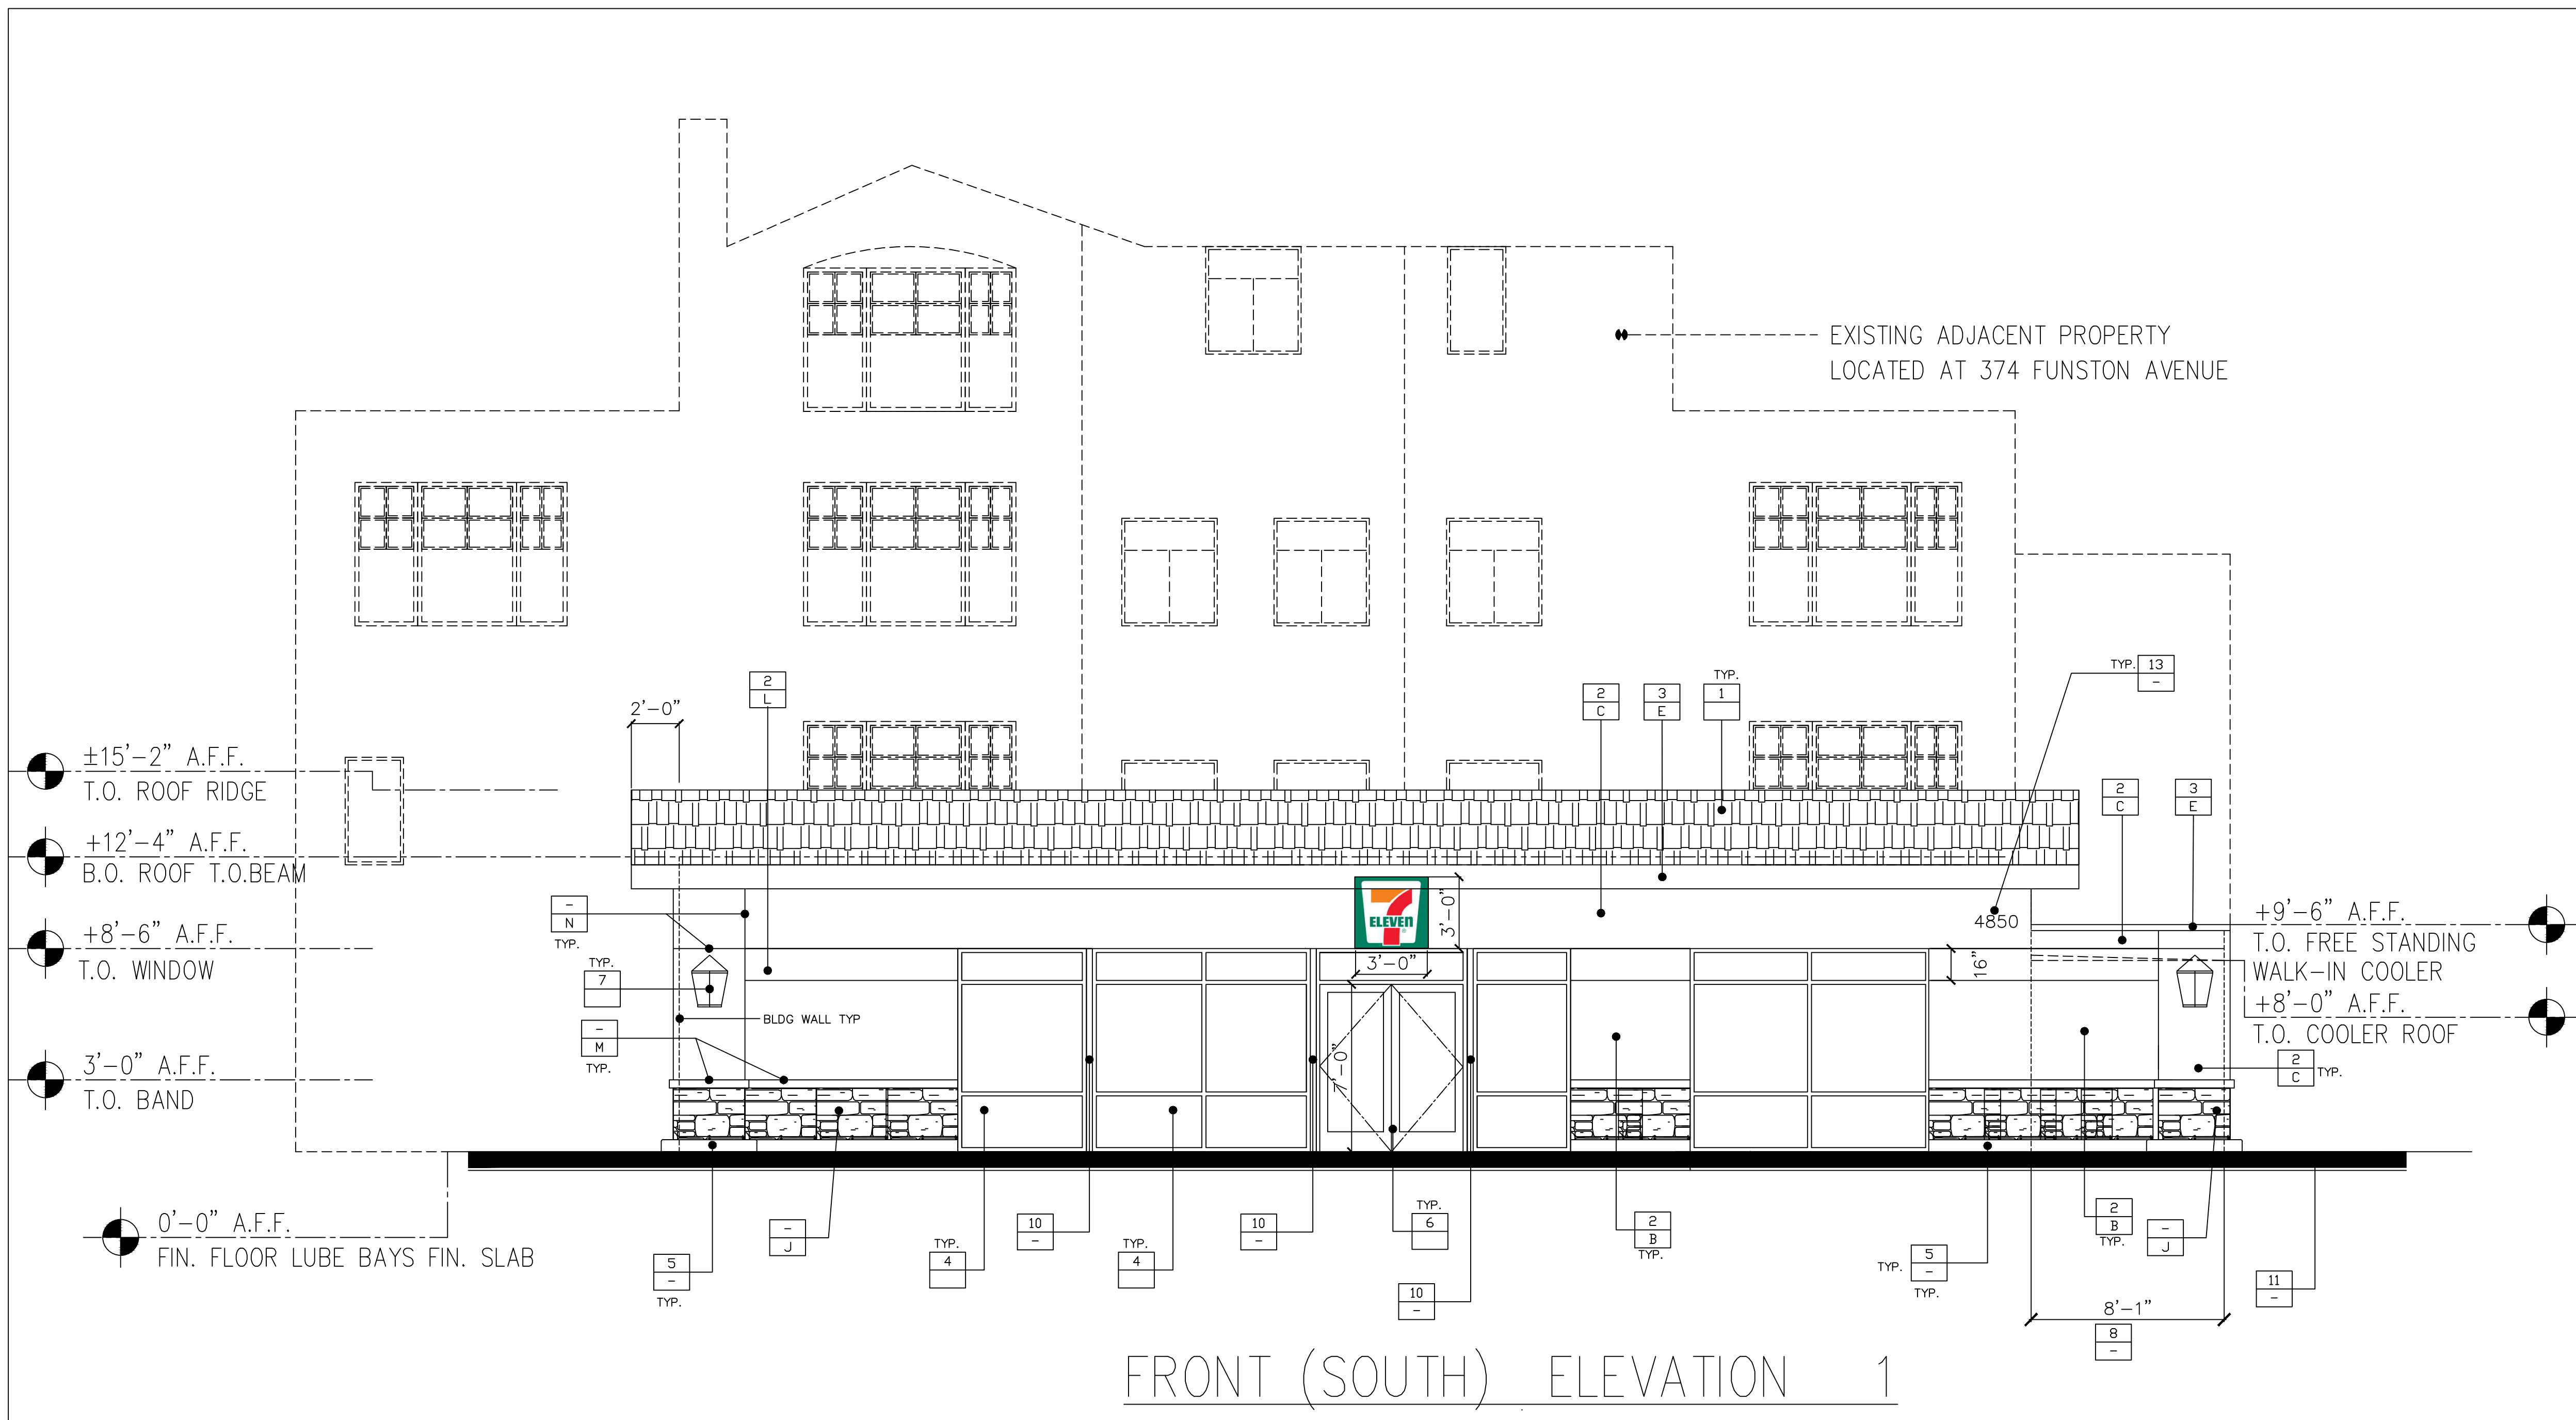 EXISTING ADJACENT PROPERTY
LOCATED AT 374 FUNSTON AVENUE
TYP. 13
-
2
L
2
C
3
E
TYP.
1
2'-0"
±15'-2" A.F.F.
T.O. ROOF RIDGE
2
C
3
E
+12'-4" A.F.F.
B.O. ROOF T.O.BEAM
-
N
TYP.
ELEVEN
®
3'-0"
3'-0"
4850
+8'-6" A.F.F.
T.O. WINDOW
+9'-6" A.F.F.
T.O. FREE STANDING
WALK-IN COOLER
+8'-0" A.F.F.
T.O. COOLER ROOF
TYP.
7
16"
BLDG WALL TYP
-
M
TYP.
7'-0"
2
C TYP.
3'-0" A.F.F.
T.O. BAND
0'-0" A.F.F.
FIN. FLOOR LUBE BAYS FIN. SLAB
5
-
TYP.
-
J
TYP.
4
10
-
TYP.
4
10
-
TYP.
6
10
-
2
B
TYP.
TYP. 5
-
TYP.
2
B
TYP.
-
J
11
-
8'-1"
8
-
FRONT (SOUTH) ELEVATION 1